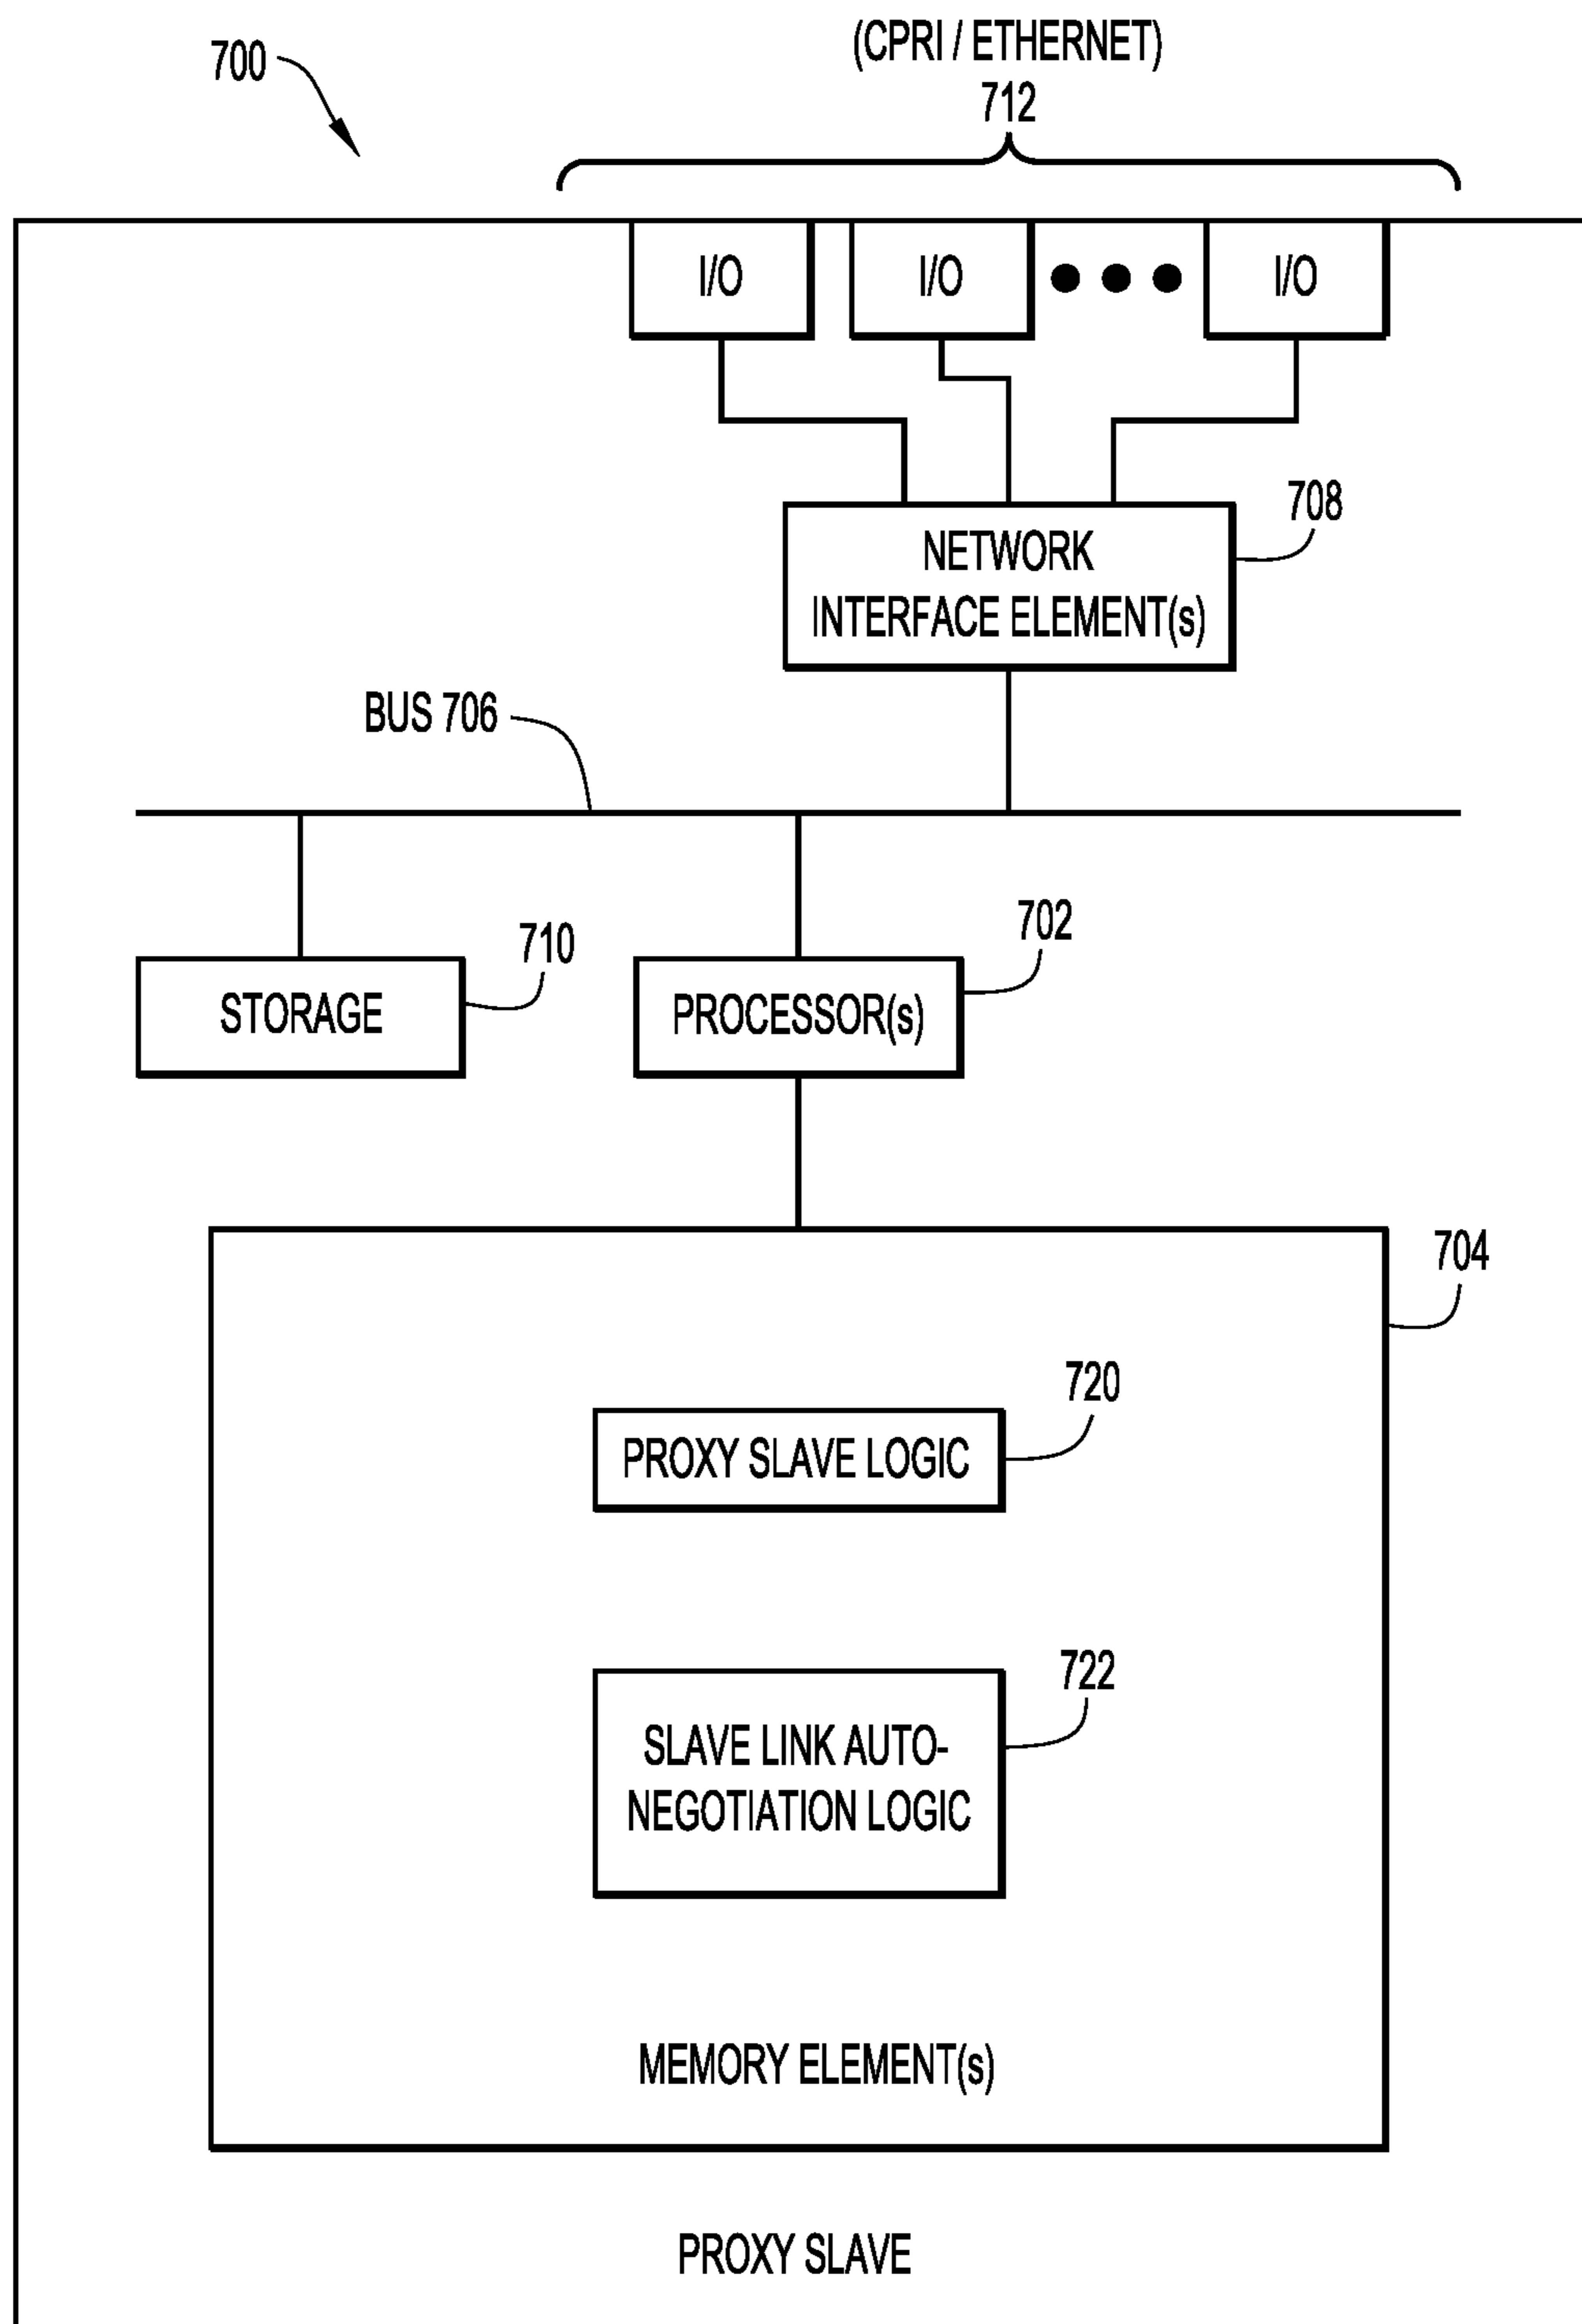 (CPRI / ETHERNET)
700
712
I/O
I/O
I/O
708
NETWORK
INTERFACE ELEMENT(s)
BUS 706
710
702
STORAGE
PROCESSOR(s)
704
720
PROXY SLAVE LOGIC
722
SLAVE LINK AUTO-
NEGOTIATION LOGIC
MEMORY ELEMENT(s)
PROXY SLAVE